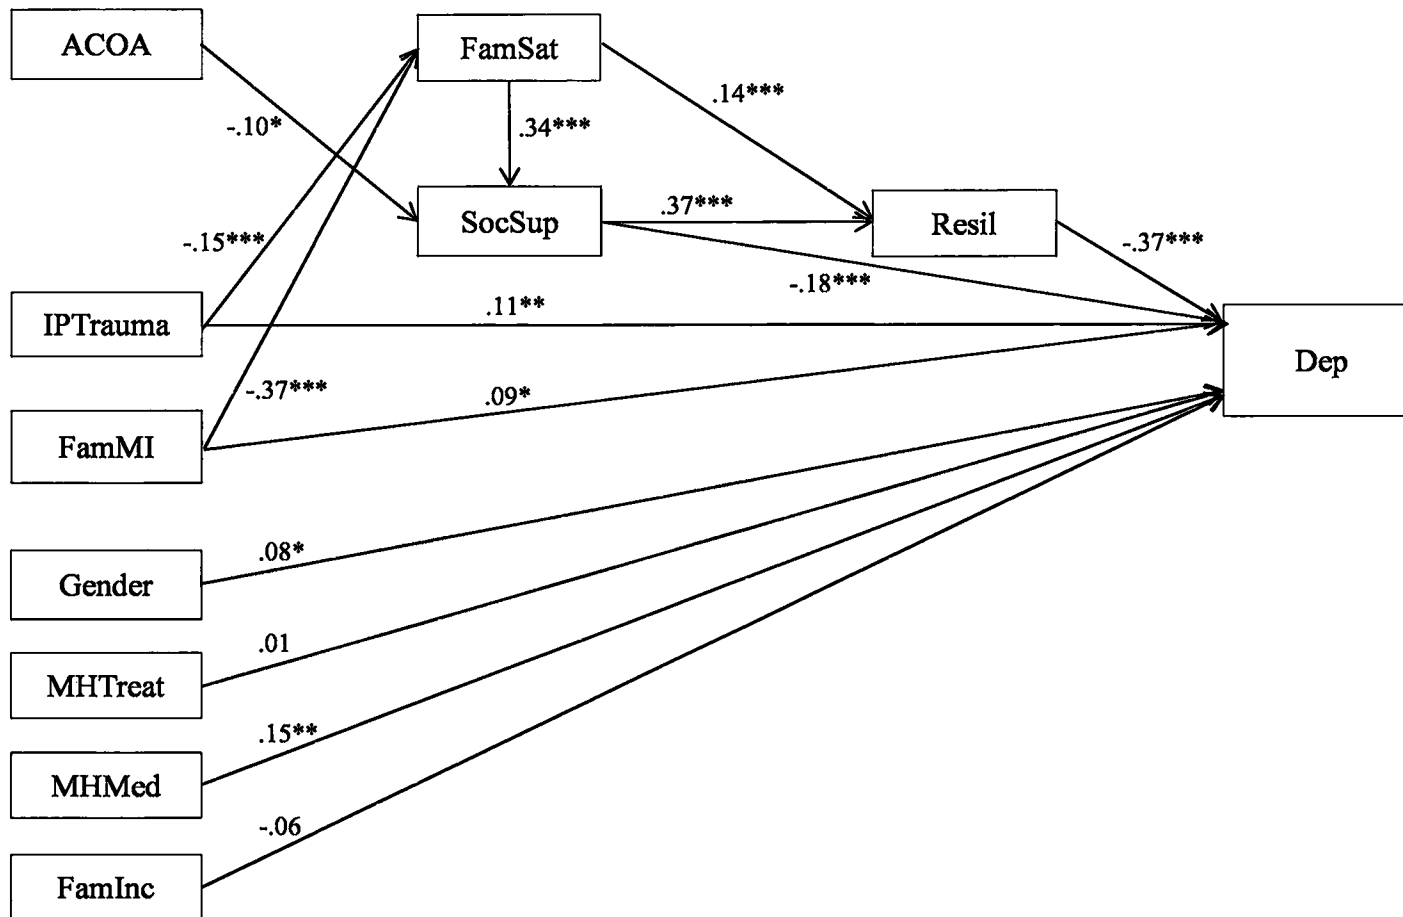 ACOA
FamSat
.14***
-.10*
.34***
SocSup
.37***
Resil
-.15***
-.37***
-.18***
IPTrauma
.11**
Dep
-.37***
.09*
FamMI
Gender
.08*
MHTreat
.01
MHMed
.15**
FamInc
-.06